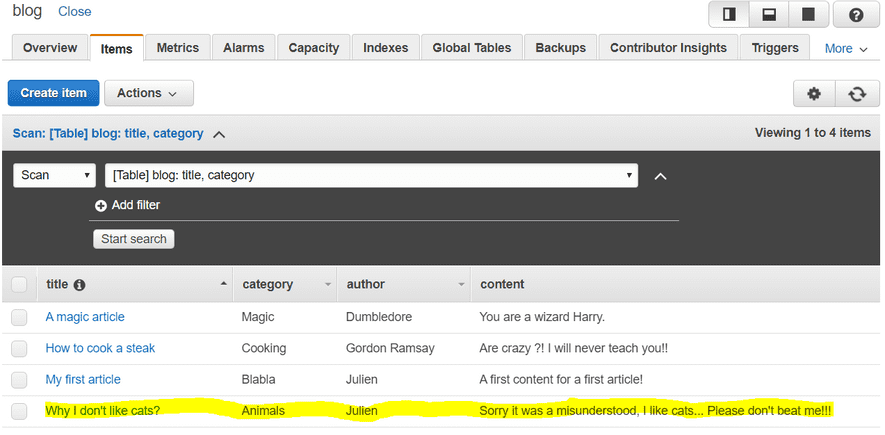 blog Close
Overview Items Metrics Alarms Capacity Indexes Global Tables Backups Contributor Insights Triggers More
Create item Actions
Scan: [Table] blog: title, category Viewing 1 to 4 items
Scan [Table] blog: title, category
Add filter
Start search
title category author content
A magic article Magic Dumbledore You are a wizard Harry.
How to cook a steak Cooking Gordon Ramsay Are crazy ?! I will never teach you!!
My first article Blabla Julien A first content for a first article!
Why I don't like cats? Animals Julien Sorry it was a misunderstood, I like cats... Please don't beat me!!!